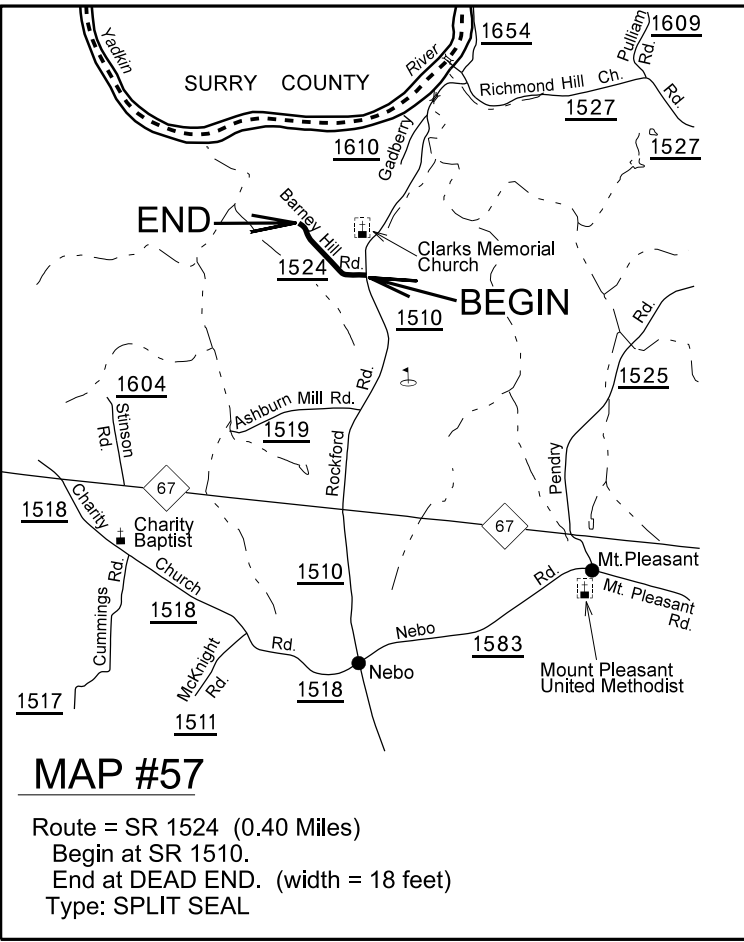 Yadkin
River
SURRY COUNTY
1654
Pulliam
Rd.
1609
Richmond Hill Ch.
Rd.
1527
1527
1610
Gadberry
END
Barney Hill
Rd.
1524
Clarks Memorial
Church
BEGIN
1510
Rd.
1525
1604
Stinson
Rd.
Ashburn Mill Rd.
1519
Rd.
Rockford
Pendry
67
67
1518
Charity
Charity
Baptist
Church
1518
Cummings
Rd.
1510
Mt.Pleasant
Mt. Pleasant
Rd.
Rd.
Nebo
1583
McKnight
Rd.
Rd.
1518
Nebo
Mount Pleasant
United Methodist
1517
1511
MAP #57
Route = SR 1524 (0.40 Miles)
Begin at SR 1510.
End at DEAD END. (width = 18 feet)
Type: SPLIT SEAL